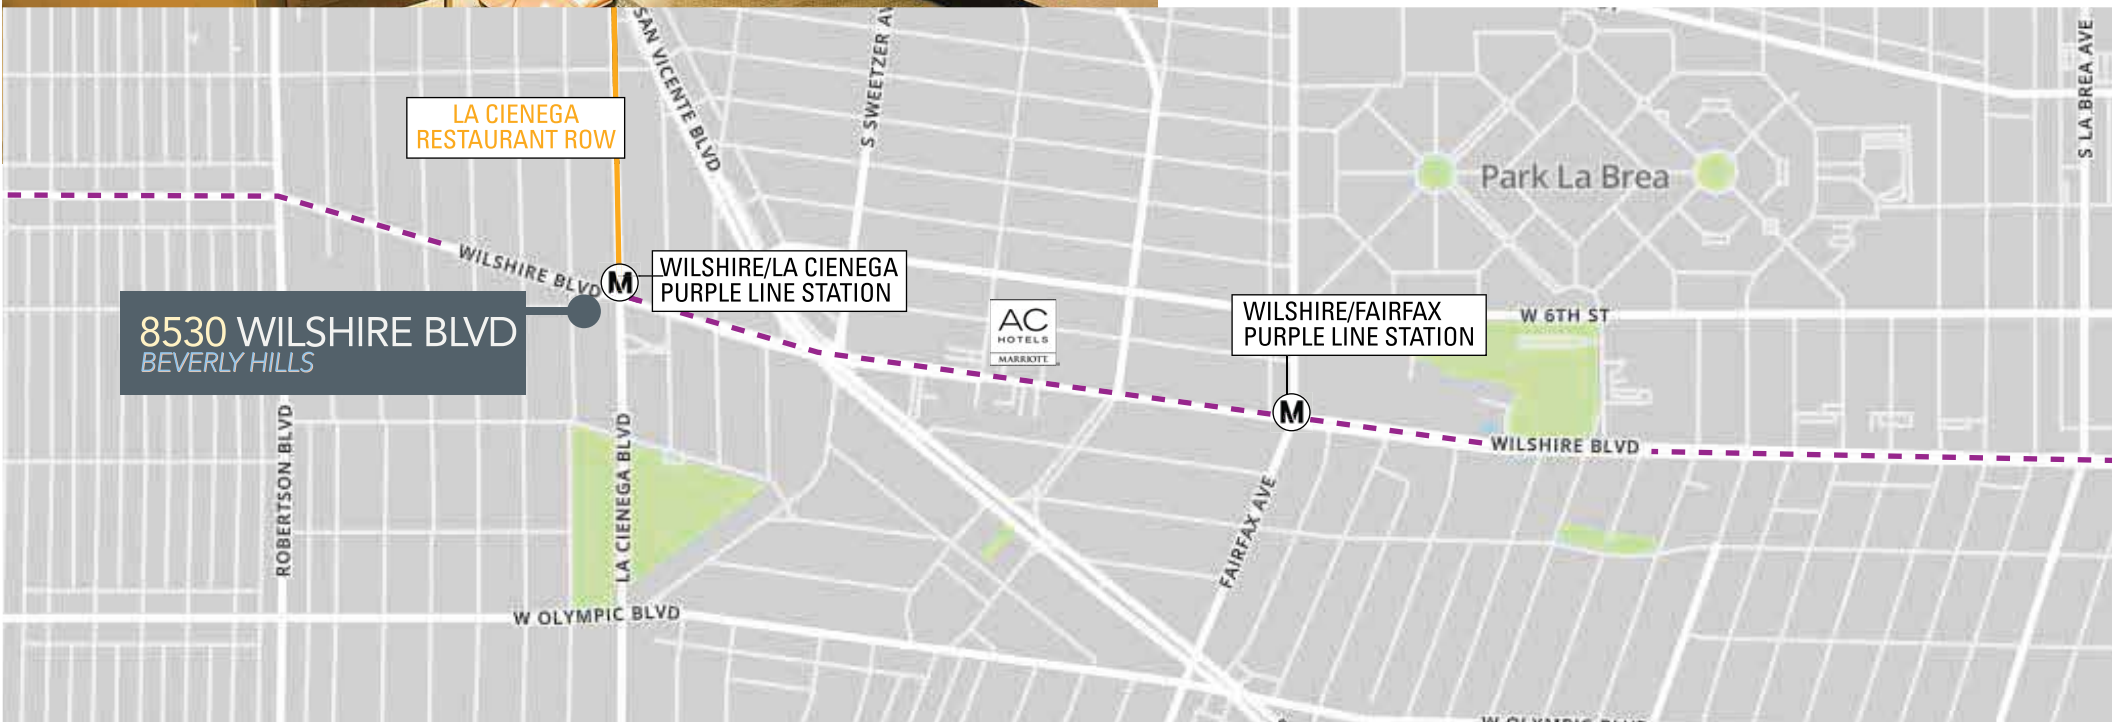 SAN VICENTE BLVD
S SWEETZER AV
S LA BREA AVE
LA CIENEGA
RESTAURANT ROW
Park La Brea
WILSHIRE BLVD
M
WILSHIRE/LA CIENEGA
PURPLE LINE STATION
8530 WILSHIRE BLVD
BEVERLY HILLS
AC
HOTELS
MARRIOTT
WILSHIRE/FAIRFAX
PURPLE LINE STATION
W 6TH ST
M
WILSHIRE BLVD
ROBERTSON BLVD
LA CIENEGA BLVD
FAIRFAX AVE
W OLYMPIC BLVD
W OLYMPIC BLVD